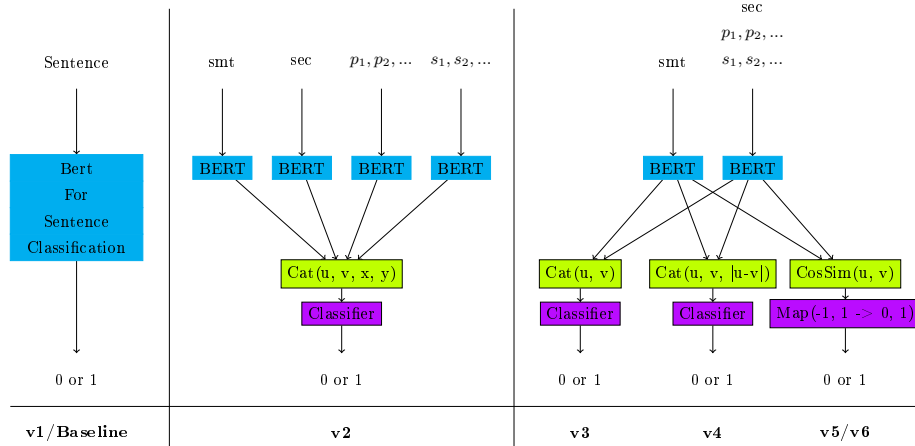 Sentence
Bert
For
Sentence
Classification
0 or 1
v1/Baseline
smt sec p₁, p₂, ... s₁, s₂, ...
BERT BERT BERT BERT
Cat(u, v, x, y)
Classifier
0 or 1
v2
sec
p₁, p₂, ...
smt s₁, s₂, ...
BERT BERT
Cat(u, v) Cat(u, v, |u-v|) CosSim(u, v)
Classifier Classifier Map(-1, 1 -> 0, 1)
0 or 1 0 or 1 0 or 1
v3 v4 v5/v6